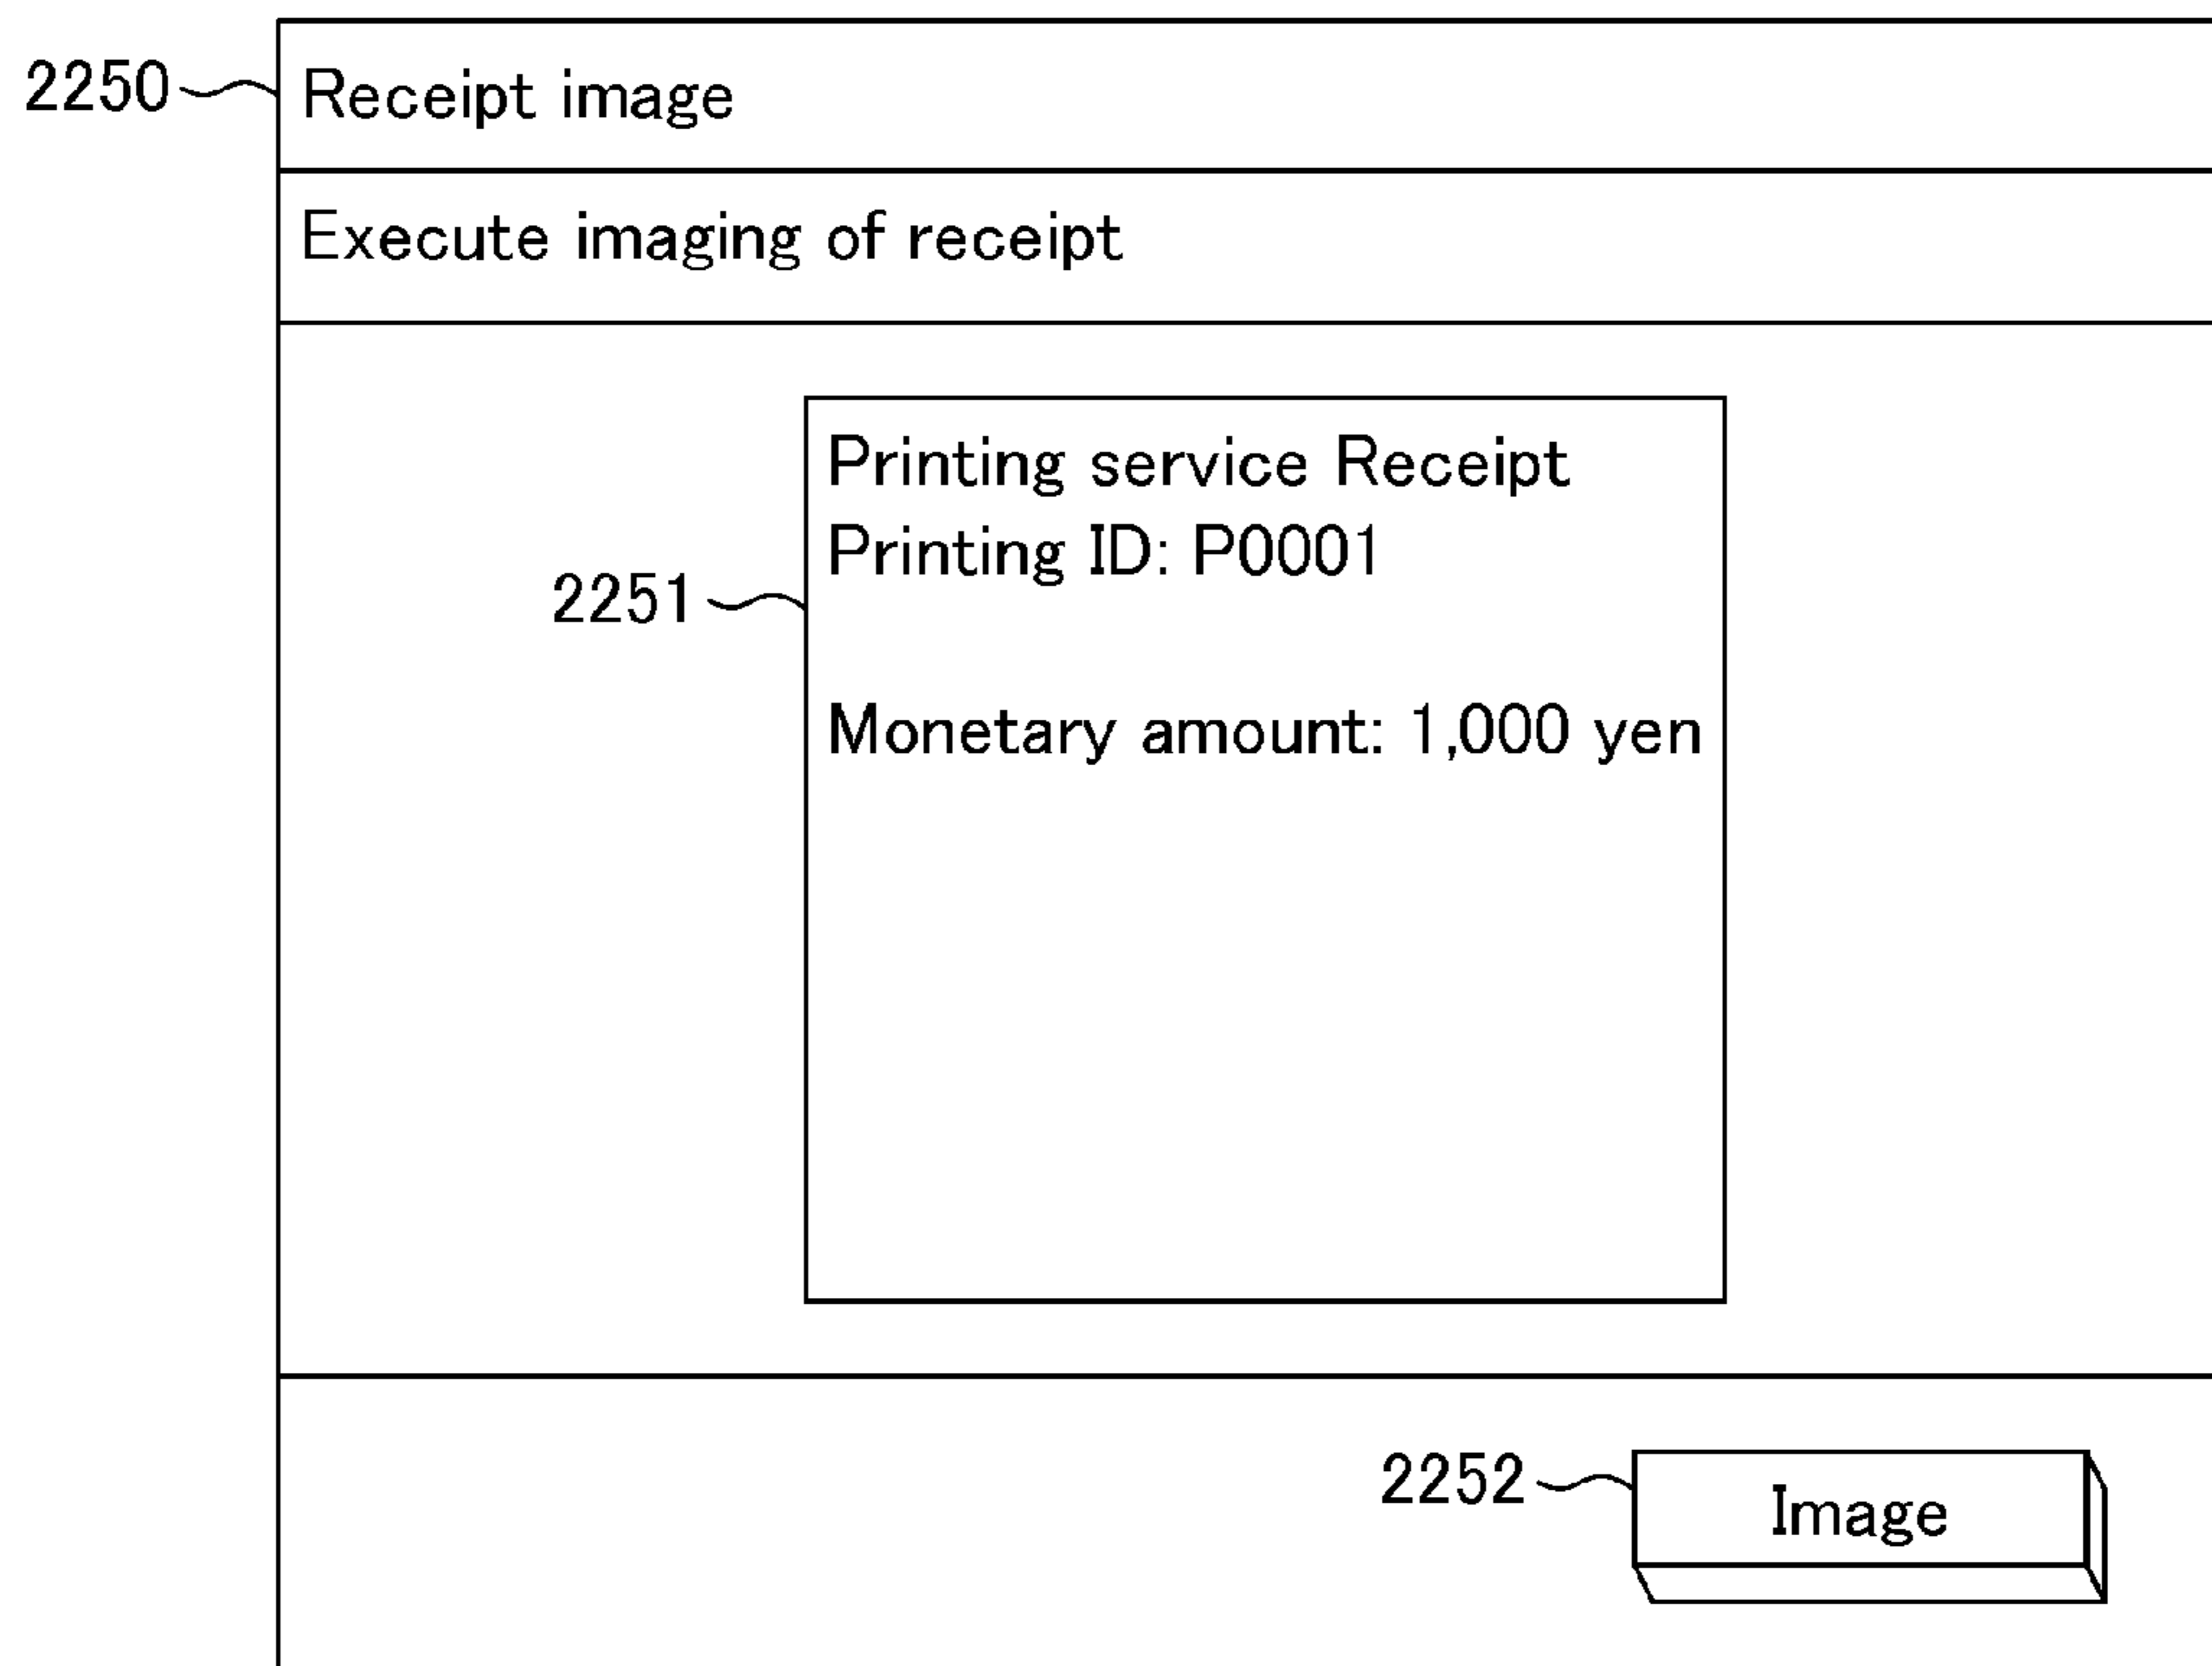 2250
Receipt image
Execute imaging of receipt
Printing service Receipt
Printing ID: P0001
2251
Monetary amount: 1,000 yen
2252
Image